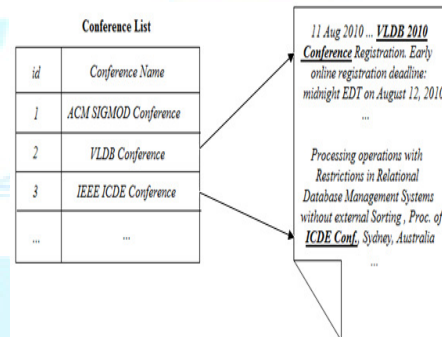 Conference List
id Conference Name
1 ACM SIGMOD Conference
2 VLDB Conference
3 IEEE ICDE Conference
... ...
11 Aug 2010 ... VLDB 2010
Conference Registration. Early
online registration deadline:
midnight EDT on August 12, 2010
...
Processing operations with
Restrictions in Relational
Database Management Systems
without external Sorting , Proc. of
ICDE Conf., Sydney, Australia
...